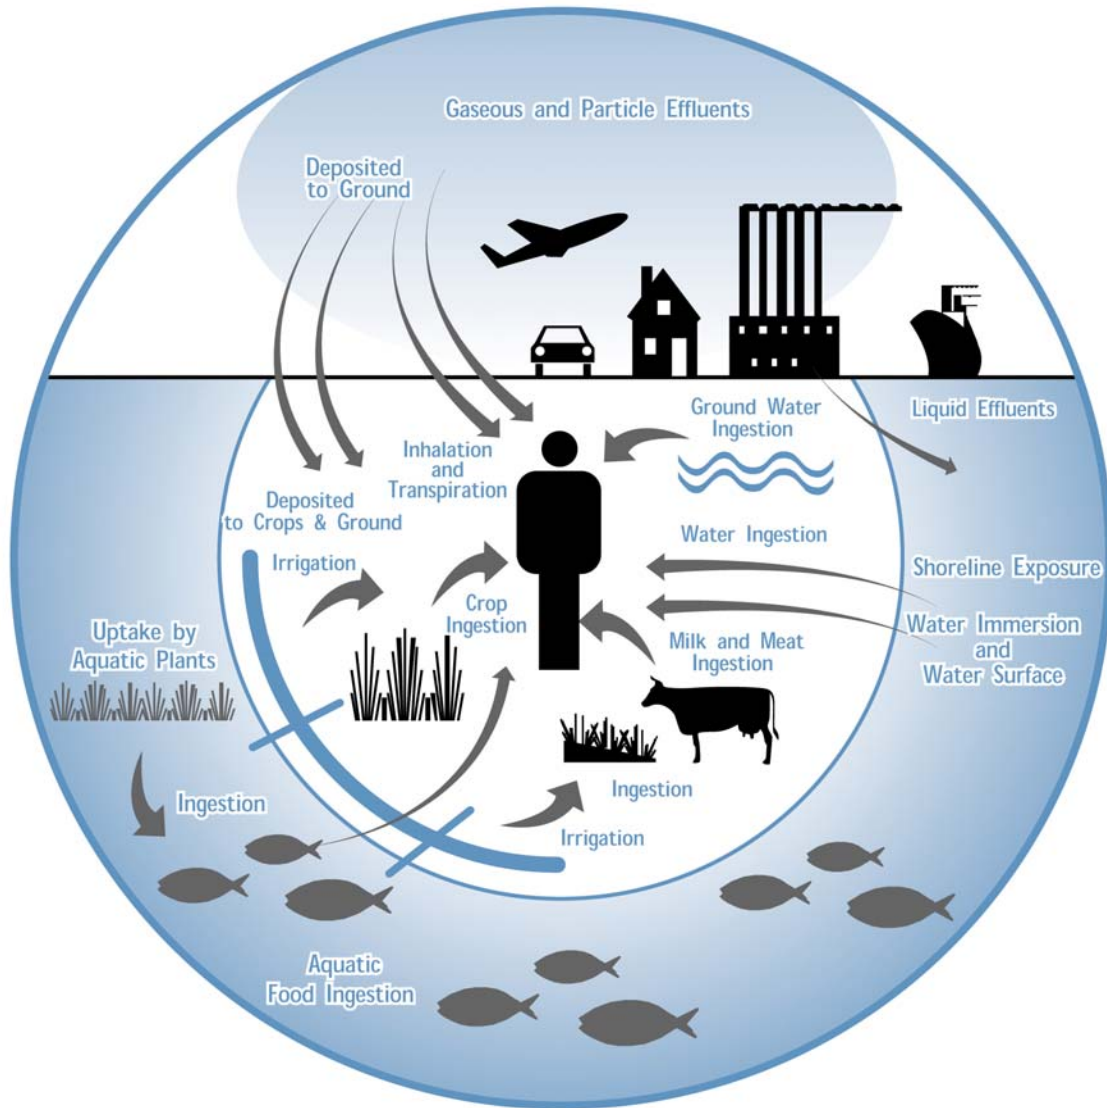 Gaseous and Particle Effluents
Deposited
to Ground
Ground Water
Ingestion
Liquid Effluents
Inhalation
and
Transpiration
Deposited
to Crops & Ground
Irrigation
Water Ingestion
Shoreline Exposure
Crop
Ingestion
Water Immersion
and
Water Surface
Uptake by
Aquatic Plants
Milk and Meat
Ingestion
Ingestion
Ingestion
Irrigation
Aquatic
Food Ingestion